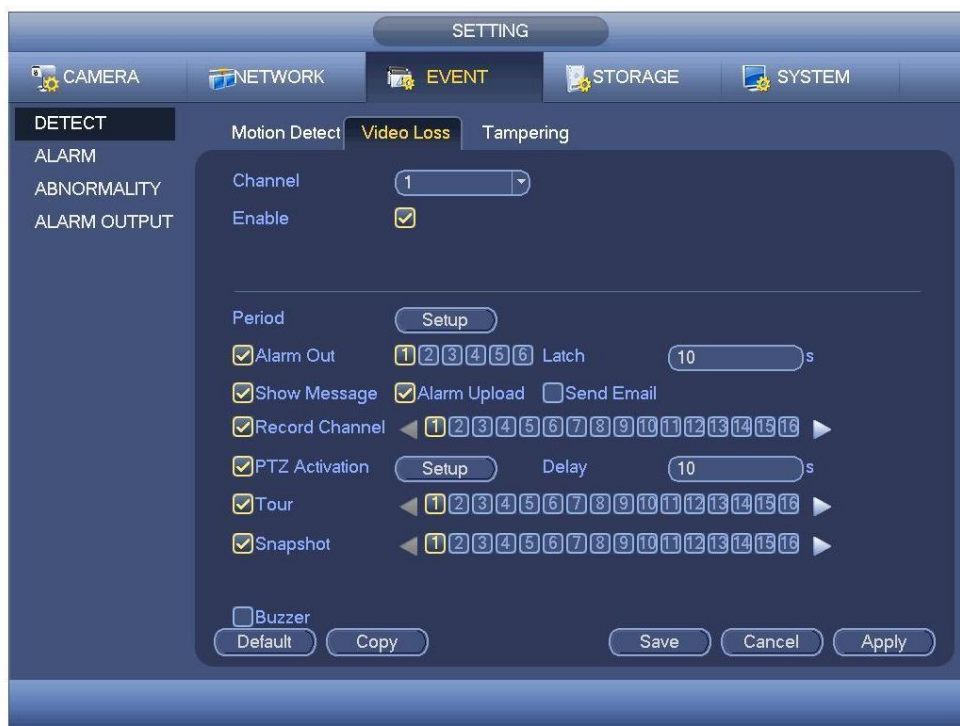 SETTING
CAMERA NETWORK EVENT STORAGE SYSTEM
DETECT
ALARM
ABNORMALITY
ALARM OUTPUT
Motion Detect Video Loss Tampering
Channel 1
Enable
Period Setup
Alarm Out 1 2 3 4 5 6 Latch 10 s
Show Message Alarm Upload Send Email
Record Channel 1 2 3 4 5 6 7 8 9 10 11 12 13 14 15 16
PTZ Activation Setup Delay 10 s
Tour 1 2 3 4 5 6 7 8 9 10 11 12 13 14 15 16
Snapshot 1 2 3 4 5 6 7 8 9 10 11 12 13 14 15 16
Buzzer
Default Copy Save Cancel Apply